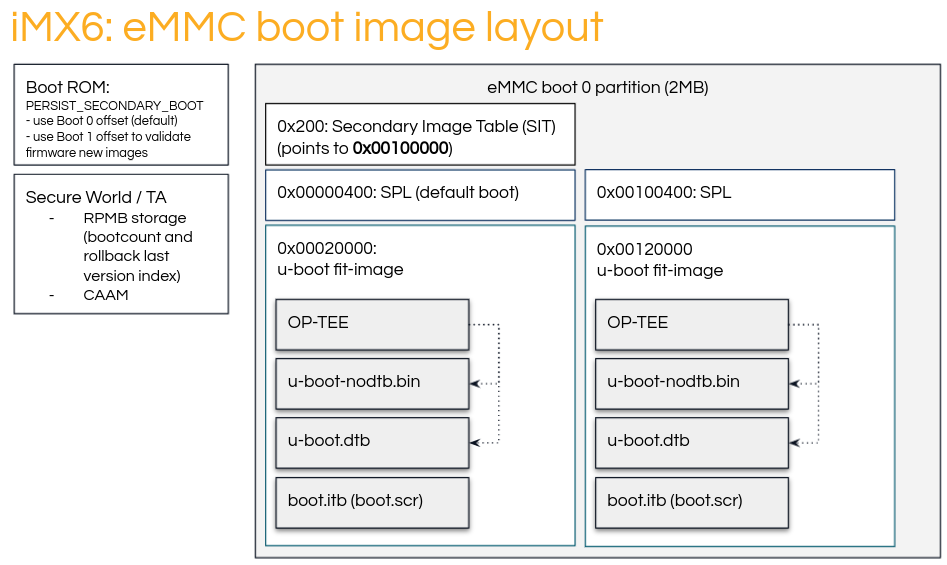 iMX6: eMMC boot image layout
Boot ROM:
PERSIST_SECONDARY_BOOT
- use Boot 0 offset (default)
- use Boot 1 offset to validate
firmware new images
Secure World / TA
- RPMB storage
(bootcount and
rollback last
version index)
- CAAM
eMMC boot 0 partition (2MB)
0x200: Secondary Image Table (SIT)
(points to 0x00100000)
0x00000400: SPL (default boot)
0x00020000:
u-boot fit-image
OP-TEE
u-boot-nodtb.bin
u-boot.dtb
boot.itb (boot.scr)
0x00100400: SPL
0x00120000
u-boot fit-image
OP-TEE
u-boot-nodtb.bin
u-boot.dtb
boot.itb (boot.scr)